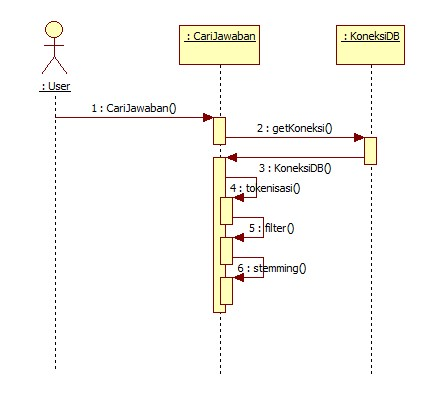 : CariJawaban
: KoneksiDB
: User
1 : CariJawaban()
2 : getKoneksi()
3 : KoneksiDB()
4 : tokenisasi()
5 : filter()
6 : stemming()